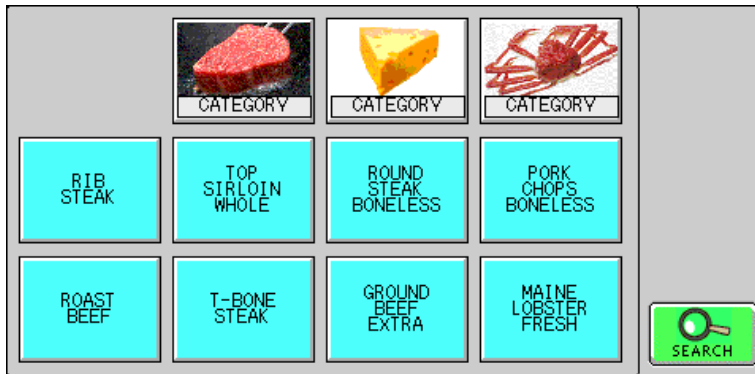 CATEGORY
CATEGORY
CATEGORY
RIB
STEAK
TOP
SIRLOIN
WHOLE
ROUND
STEAK
BONELESS
PORK
CHOPS
BONELESS
ROAST
BEEF
T-BONE
STEAK
GROUND
BEEF
EXTRA
MAINE
LOBSTER
FRESH
SEARCH